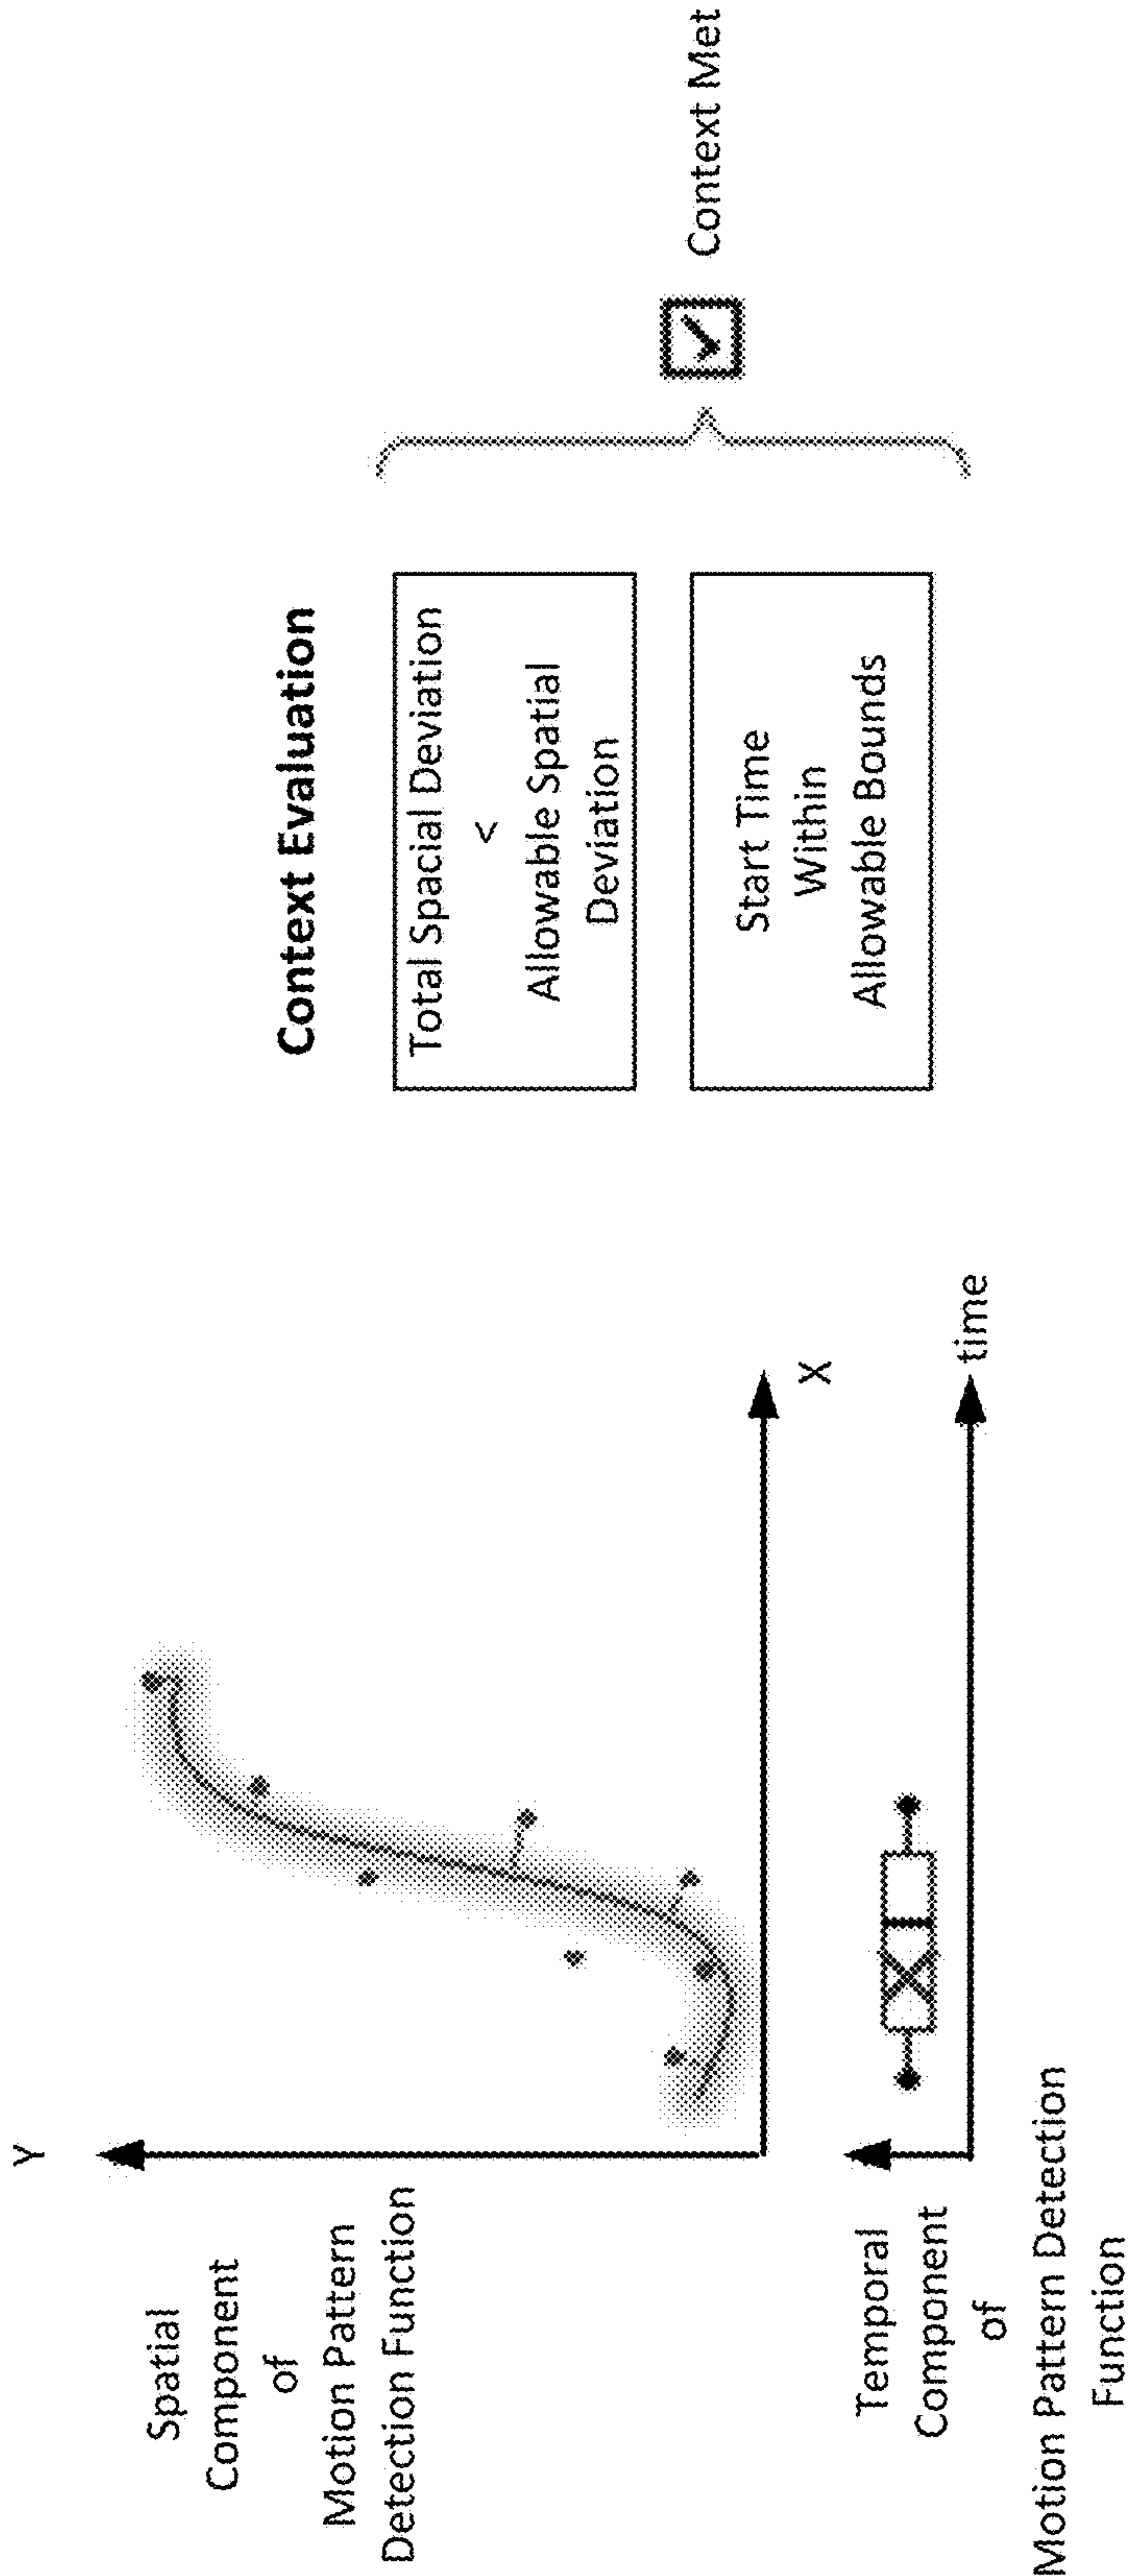 Y
Spatial
Component
of
Motion Pattern
Detection Function
X
Temporal
Component
of
Motion Pattern Detection
Function
time
Context Evaluation
Total Spacial Deviation
<
Allowable Spatial
Deviation
Start Time
Within
Allowable Bounds
Context Met